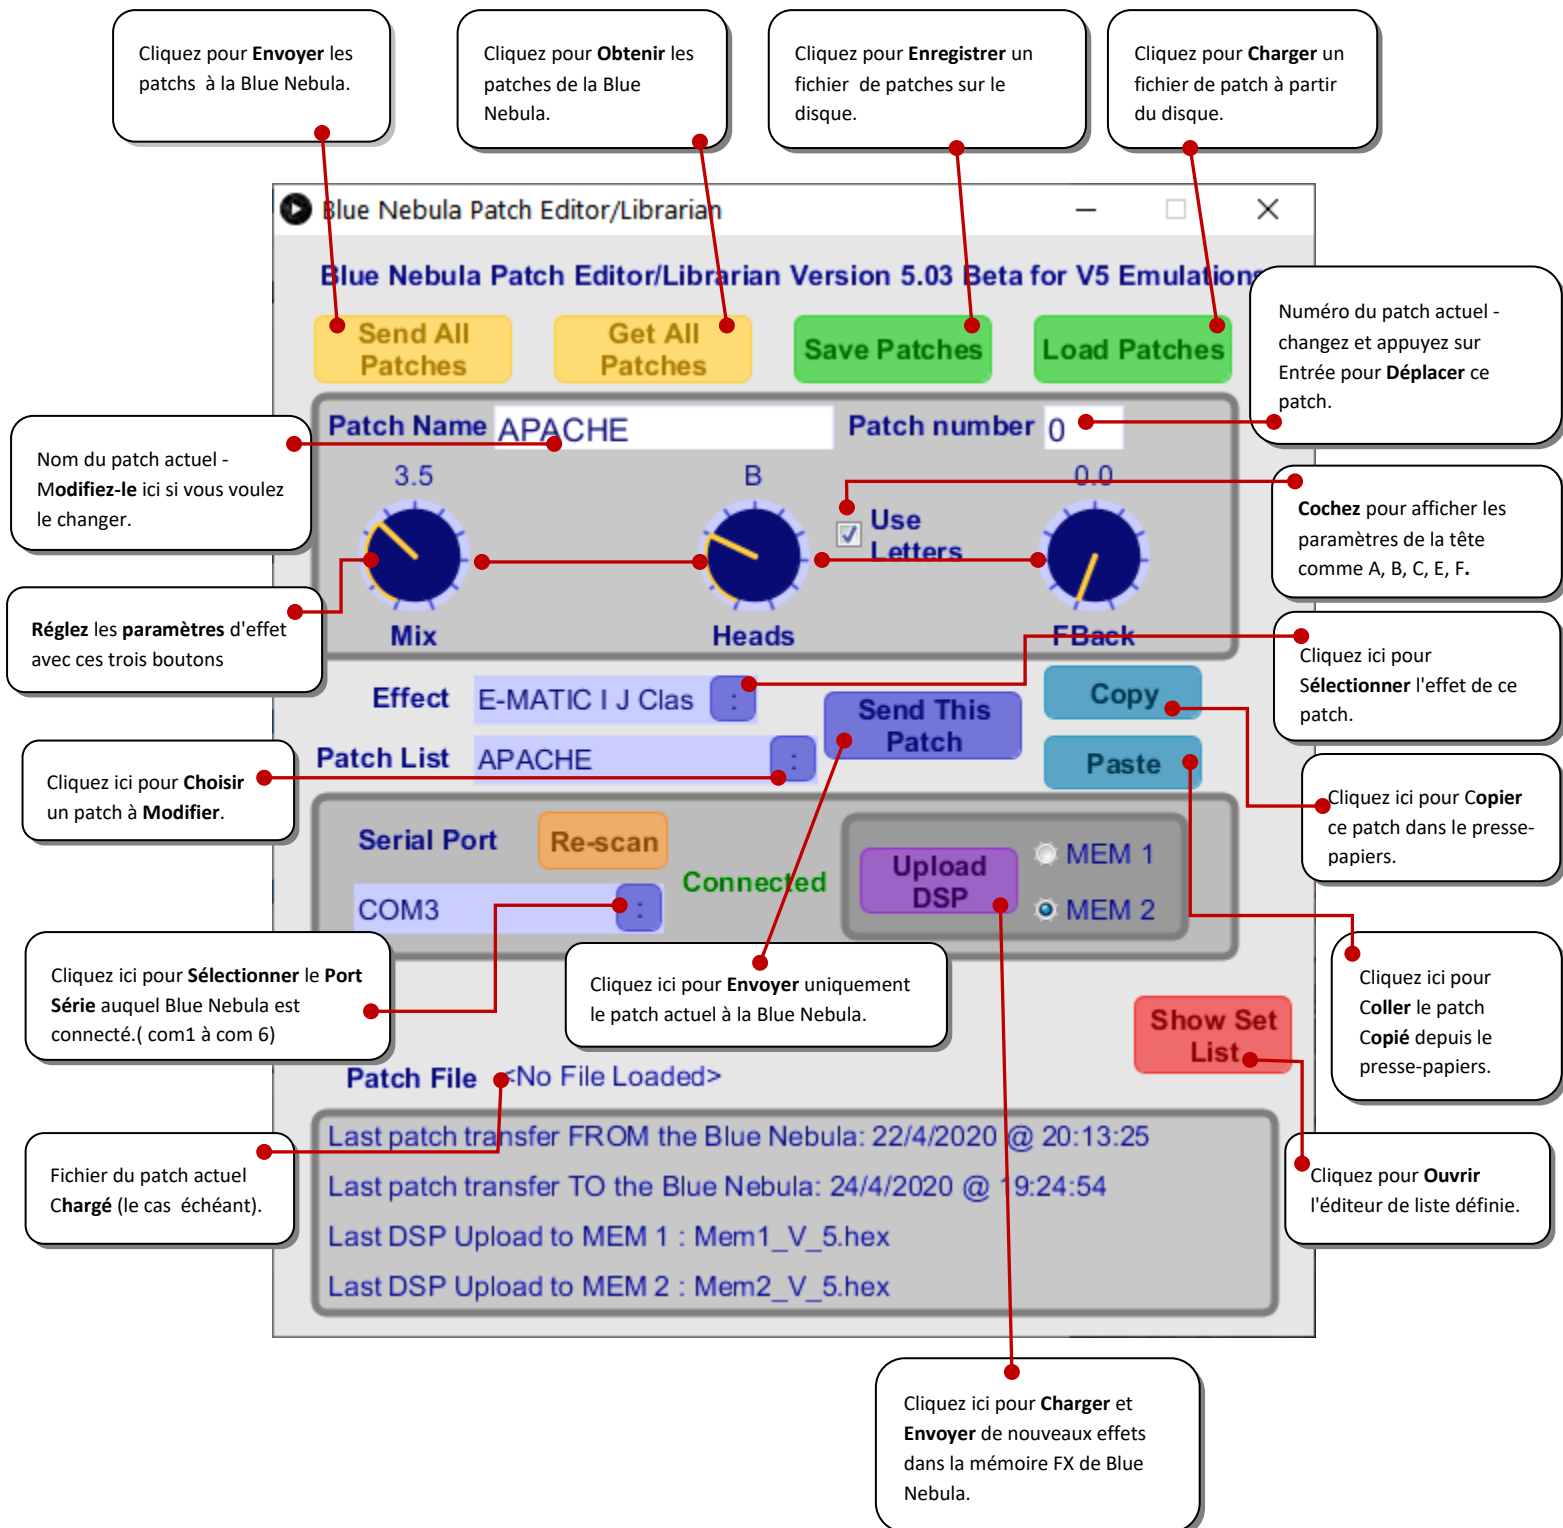 Cliquez pour Envoyer les
patchs à la Blue Nebula.
Cliquez pour Obtenir les
patches de la Blue
Nebula.
Cliquez pour Enregistrer un
fichier de patches sur le
disque.
Cliquez pour Charger un
fichier de patch à partir
du disque.
Blue Nebula Patch Editor/Librarian
Blue Nebula Patch Editor/Librarian Version 5.03 Beta for V5 Emulations
Send All
Patches
Get All
Patches
Save Patches
Load Patches
Numéro du patch actuel -
changez et appuyez sur
Entrée pour Déplacer ce
patch.
Patch Name APACHE
Patch number 0
Nom du patch actuel -
Modifiez-le ici si vous voulez
le changer.
3.5
B
0.0
Use
Letters
Cochez pour afficher les
paramètres de la tête
comme A, B, C, E, F.
Réglez les paramètres d'effet
avec ces trois boutons
Mix
Heads
FBack
Cliquez ici pour
Sélectionner l'effet de ce
patch.
Effect E-MATIC I J Clas :
Send This
Patch
Copy
Patch List APACHE :
Paste
Cliquez ici pour Choisir
un patch à Modifier.
Cliquez ici pour Copier
ce patch dans le presse-
papiers.
Serial Port
Re-scan
Connected
COM3 :
Upload
DSP
MEM 1
MEM 2
Cliquez ici pour Sélectionner le Port
Série auquel Blue Nebula est
connecté.( com1 à com 6)
Cliquez ici pour Envoyer uniquement
le patch actuel à la Blue Nebula.
Cliquez ici pour
Coller le patch
Copié depuis le
presse-papiers.
Show Set
List
Patch File <No File Loaded>
Last patch transfer FROM the Blue Nebula: 22/4/2020 @ 20:13:25
Last patch transfer TO the Blue Nebula: 24/4/2020 @ 19:24:54
Last DSP Upload to MEM 1 : Mem1_V_5.hex
Last DSP Upload to MEM 2 : Mem2_V_5.hex
Fichier du patch actuel
Chargé (le cas échéant).
Cliquez pour Ouvrir
l'éditeur de liste définie.
Cliquez ici pour Charger et
Envoyer de nouveaux effets
dans la mémoire FX de Blue
Nebula.